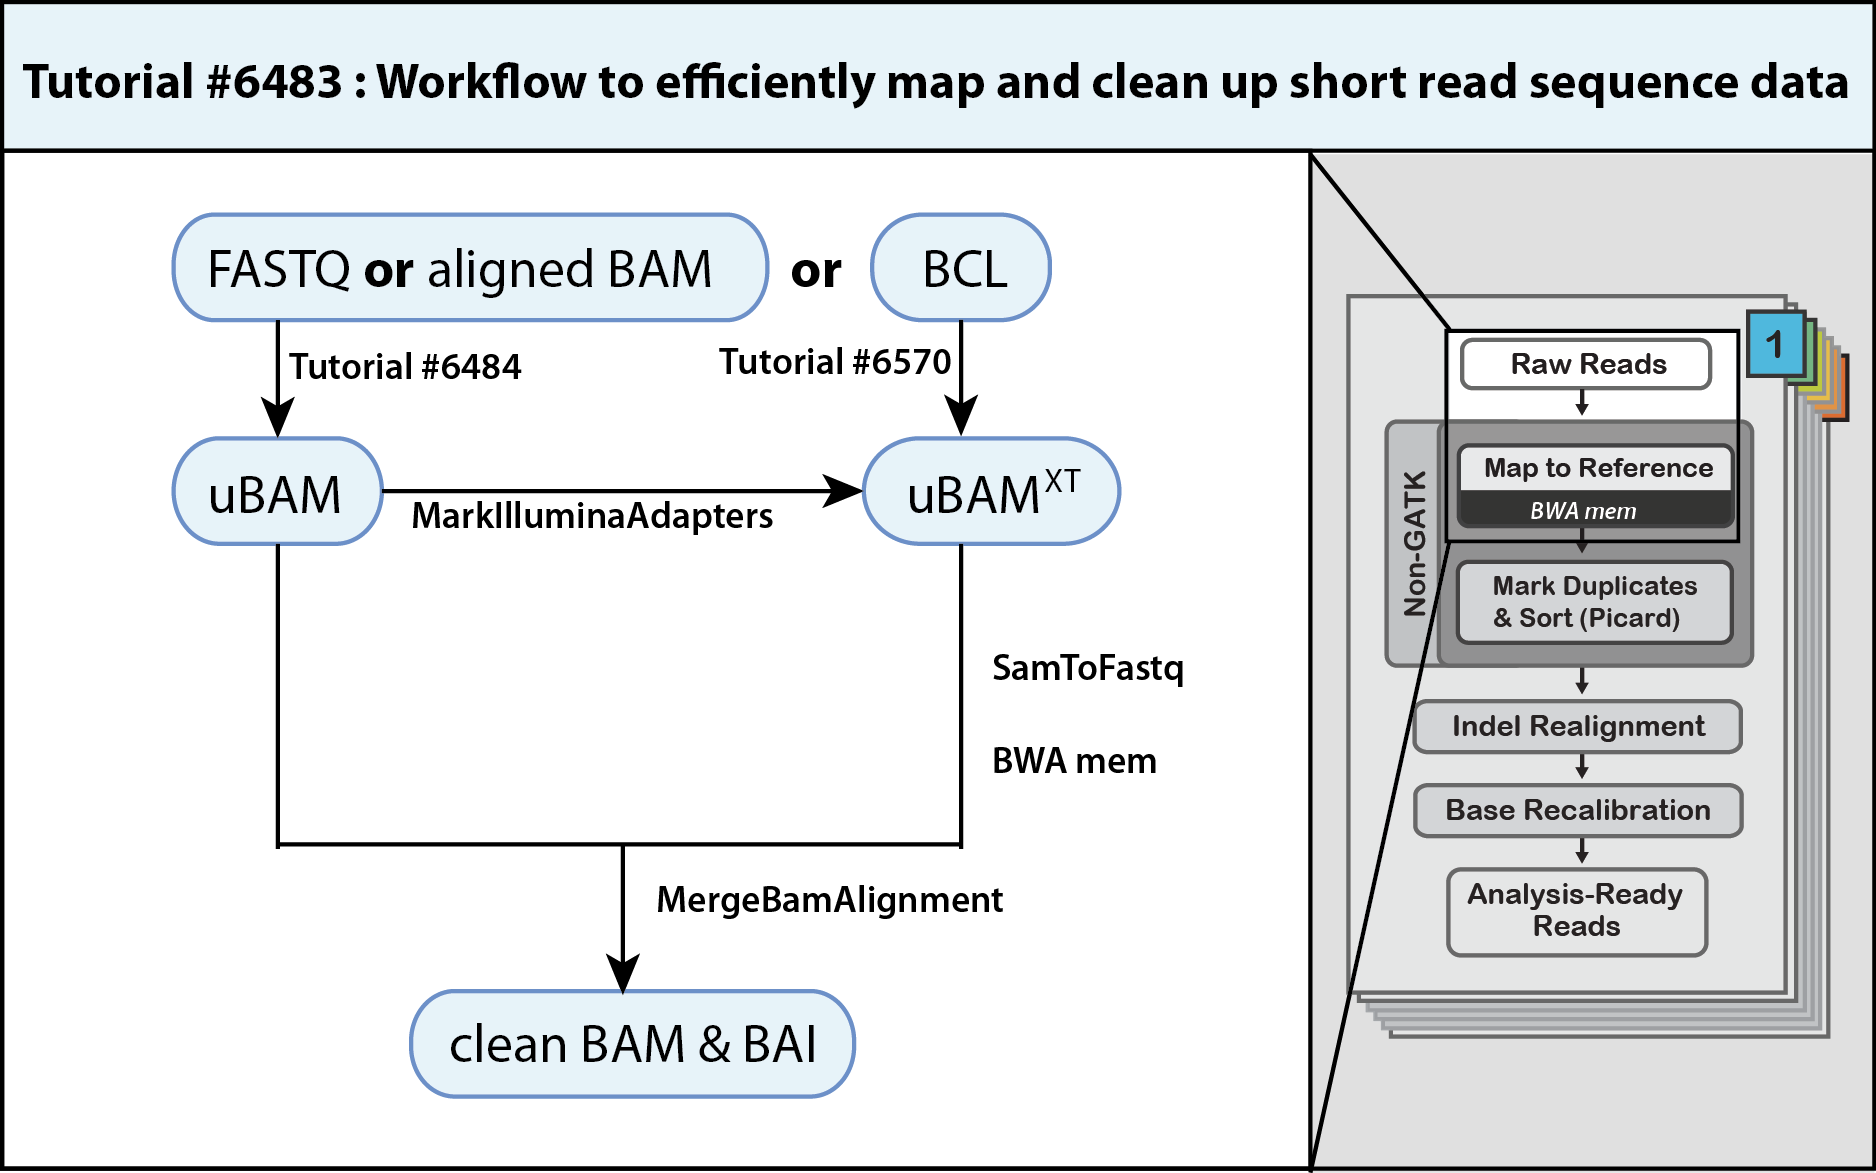 Tutorial #6483 : Workflow to efficiently map and clean up short read sequence data
FASTQ or aligned BAM or BCL
Tutorial #6484
Tutorial #6570
uBAM
MarkIlluminaAdapters
uBAM^XT
SamToFastq
BWA mem
MergeBamAlignment
clean BAM & BAI
1
Raw Reads
Non-GATK
Map to Reference
BWA mem
Mark Duplicates
& Sort (Picard)
Indel Realignment
Base Recalibration
Analysis-Ready
Reads